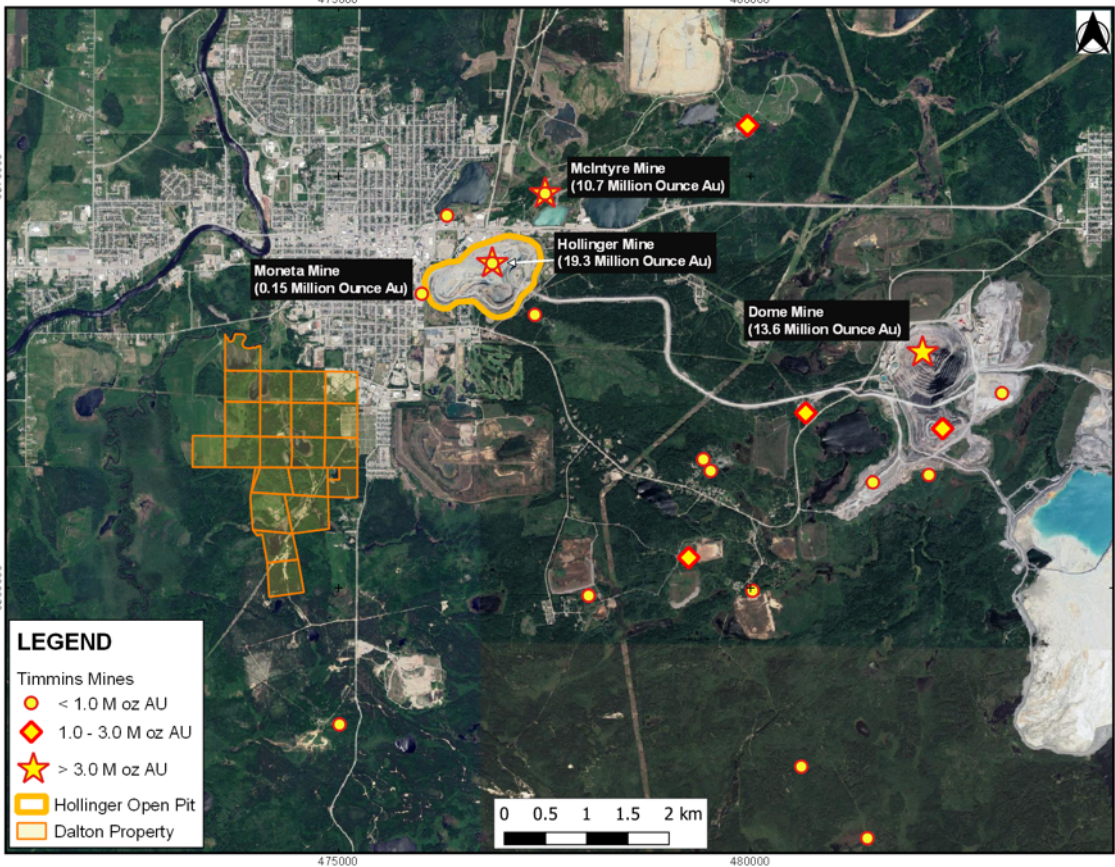 475000
480000
McIntyre Mine
(10.7 Million Ounce Au)
Hollinger Mine
(19.3 Million Ounce Au)
Moneta Mine
(0.15 Million Ounce Au)
Dome Mine
(13.6 Million Ounce Au)
LEGEND
Timmins Mines
< 1.0 M oz AU
1.0 - 3.0 m oz AU
> 3.0 m oz AU
Hollinger Open Pit
Dalton Property
0 0.5 1 1.5 2 km
475000
480000